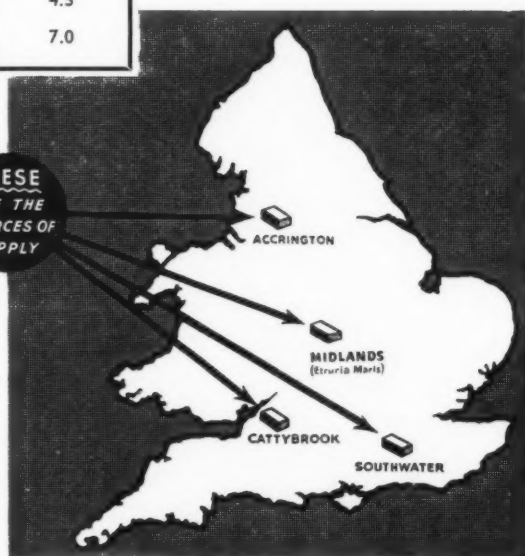 4.5
7.0
ESE
THE
CES OF
PPLY
ACCRINGTON
MIDLANDS
(Etruria Marls)
CATTYBROOK
SOUTHWATER